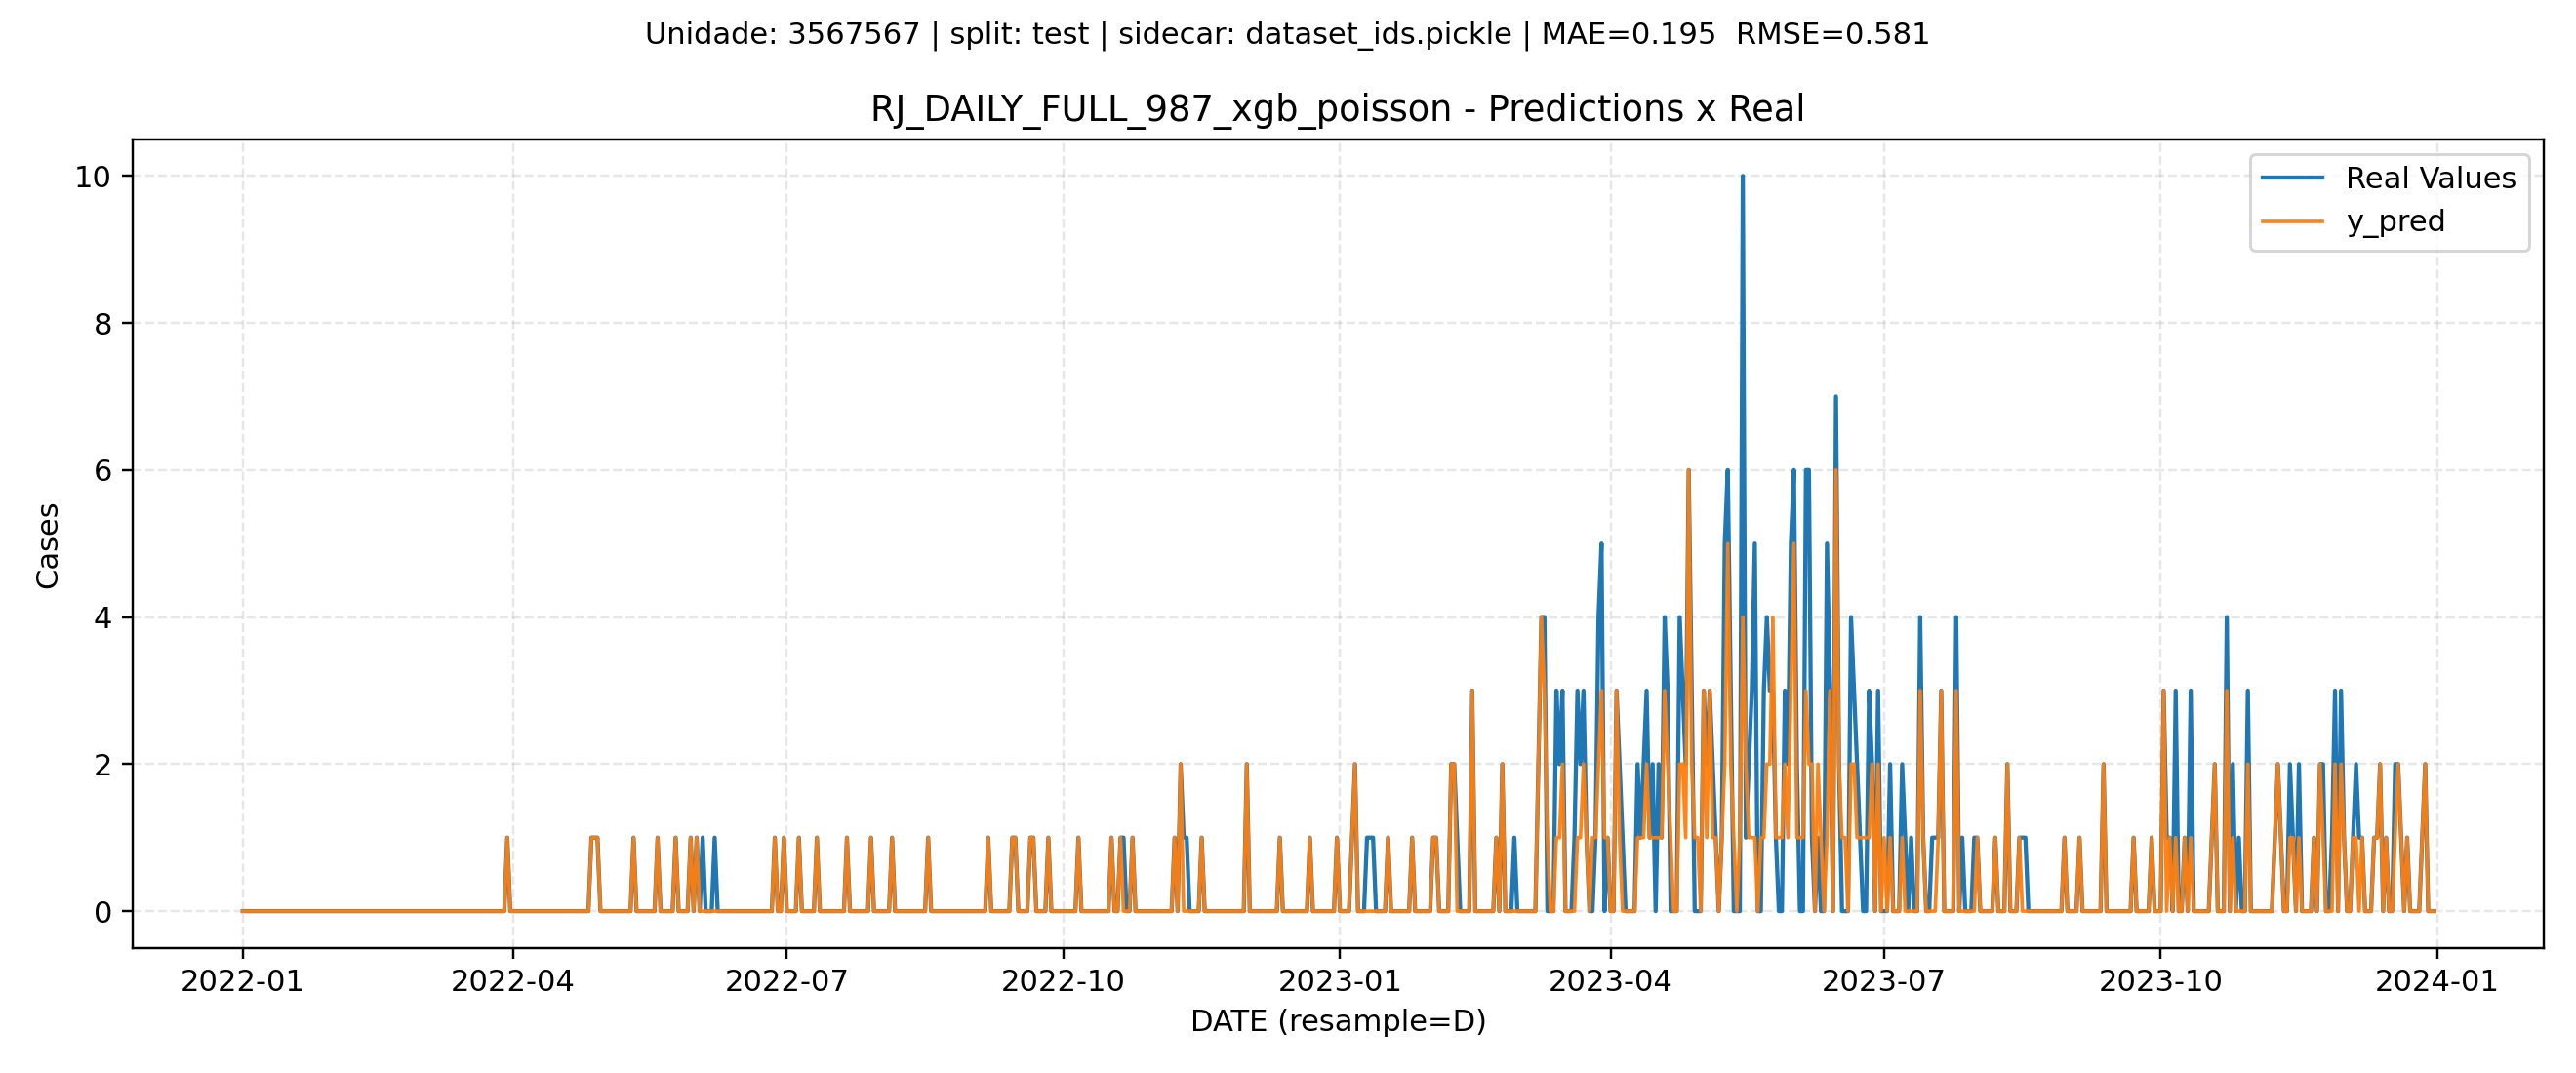 Unidade: 3567567 | split: test | sidecar: dataset_ids.pickle | MAE=0.195  RMSE=0.581
RJ_DAILY_FULL_987_xgb_poisson - Predictions x Real
Real Values
y_pred
Cases
10
8
6
4
2
0
2022-01 2022-04 2022-07 2022-10 2023-01 2023-04 2023-07 2023-10 2024-01
DATE (resample=D)